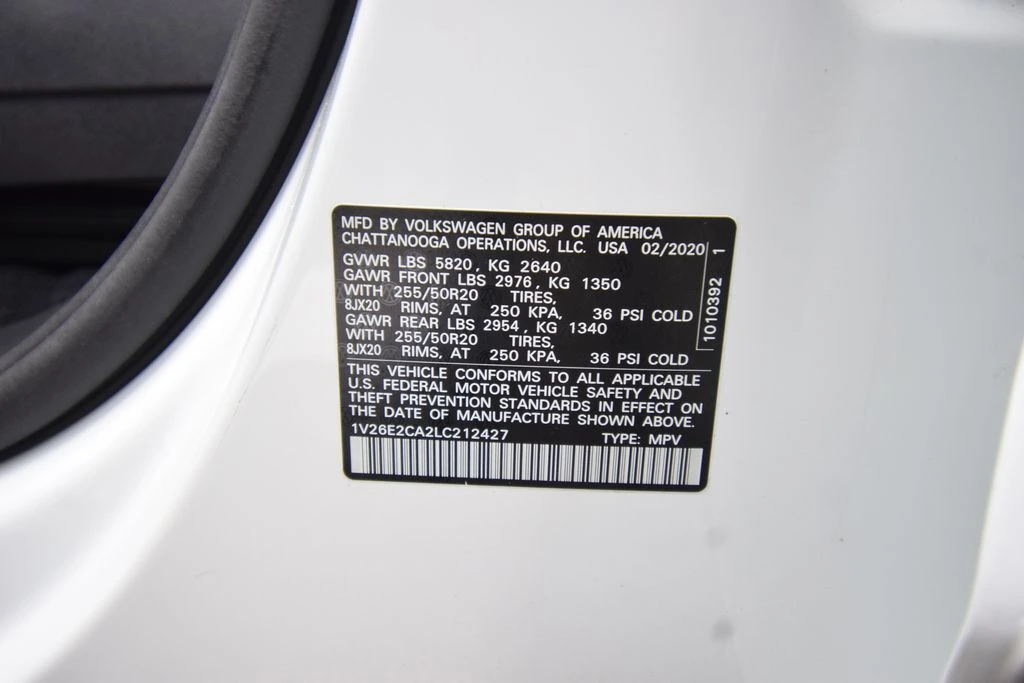 MFD BY VOLKSWAGEN GROUP OF AMERICA
CHATTANOOGA OPERATIONS, LLC. USA 02/2020
GVWR LBS 5820, KG 2640
GAWR FRONT LBS 2976, KG 1350
WITH 255/50R20 TIRES,
8JX20 RIMS, AT 250 KPA, 36 PSI COLD
GAWR REAR LBS 2954, KG 1340
WITH 255/50R20 TIRES,
8JX20 RIMS, AT 250 KPA, 36 PSI COLD
1010392 1
THIS VEHICLE CONFORMS TO ALL APPLICABLE
U.S. FEDERAL MOTOR VEHICLE SAFETY AND
THEFT PREVENTION STANDARDS IN EFFECT ON
THE DATE OF MANUFACTURE SHOWN ABOVE.
1V26E2CA2LC212427 TYPE: MPV